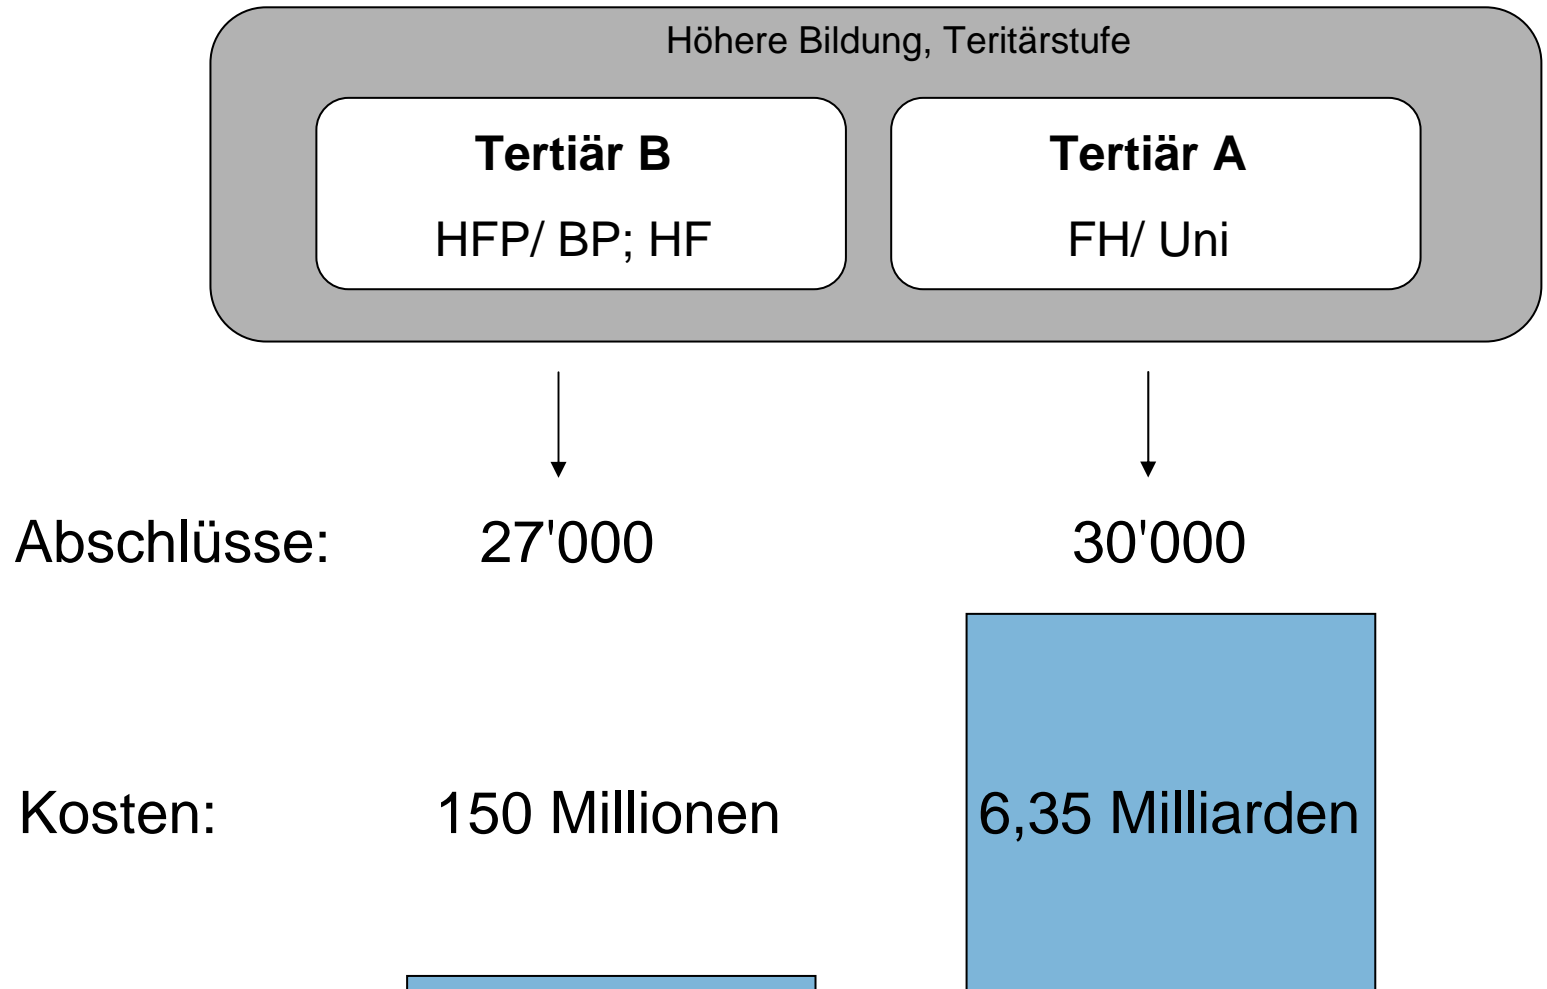 Höhere Bildung, Teritärstufe
Tertiär B
HFP/ BP; HF
Tertiär A
FH/ Uni
Abschlüsse: 27'000 30'000
Kosten: 150 Millionen 6,35 Milliarden